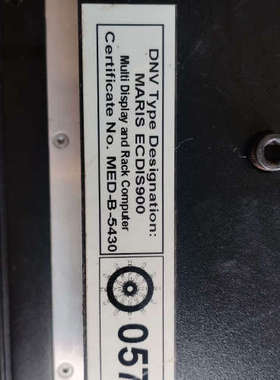 DNV Type Designation:
MARIS ECDIS900
Multi Display and Rack Computer
Certificate No. MED-B-5430
057